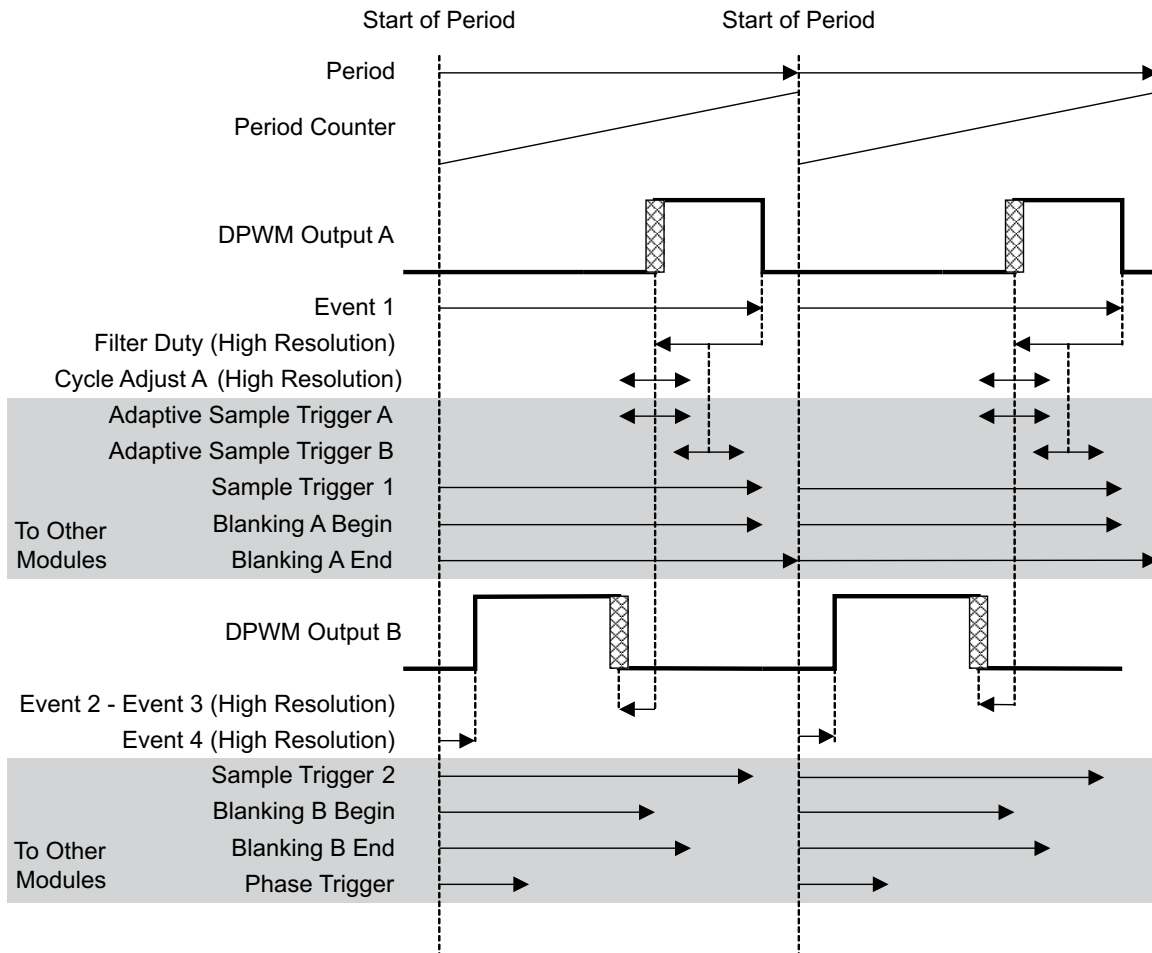 Start of Period
Start of Period
Period
Period Counter
DPWM Output A
Event 1
Filter Duty (High Resolution)
Cycle Adjust A (High Resolution)
Adaptive Sample Trigger A
Adaptive Sample Trigger B
Sample Trigger 1
Blanking A Begin
Blanking A End
To Other
Modules
DPWM Output B
Event 2 - Event 3 (High Resolution)
Event 4 (High Resolution)
Sample Trigger 2
Blanking B Begin
Blanking B End
Phase Trigger
To Other
Modules